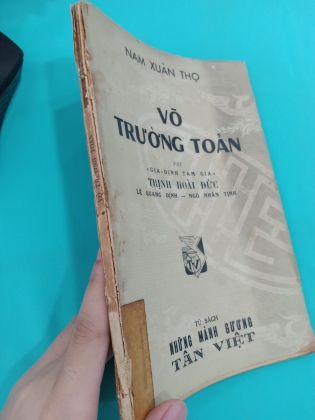 NAM XUÂN THỌ
VÕ
TRƯỜNG TOẢN
«GIA-ĐỊNH TAM GIA»
TRỊNH HOÀI ĐỨC
LÊ QUANG ĐỊNH — NGÔ NHÂN TỊNH
TỦ SÁCH
NHỮNG MẢNH GƯƠNG
TÂN VIỆT